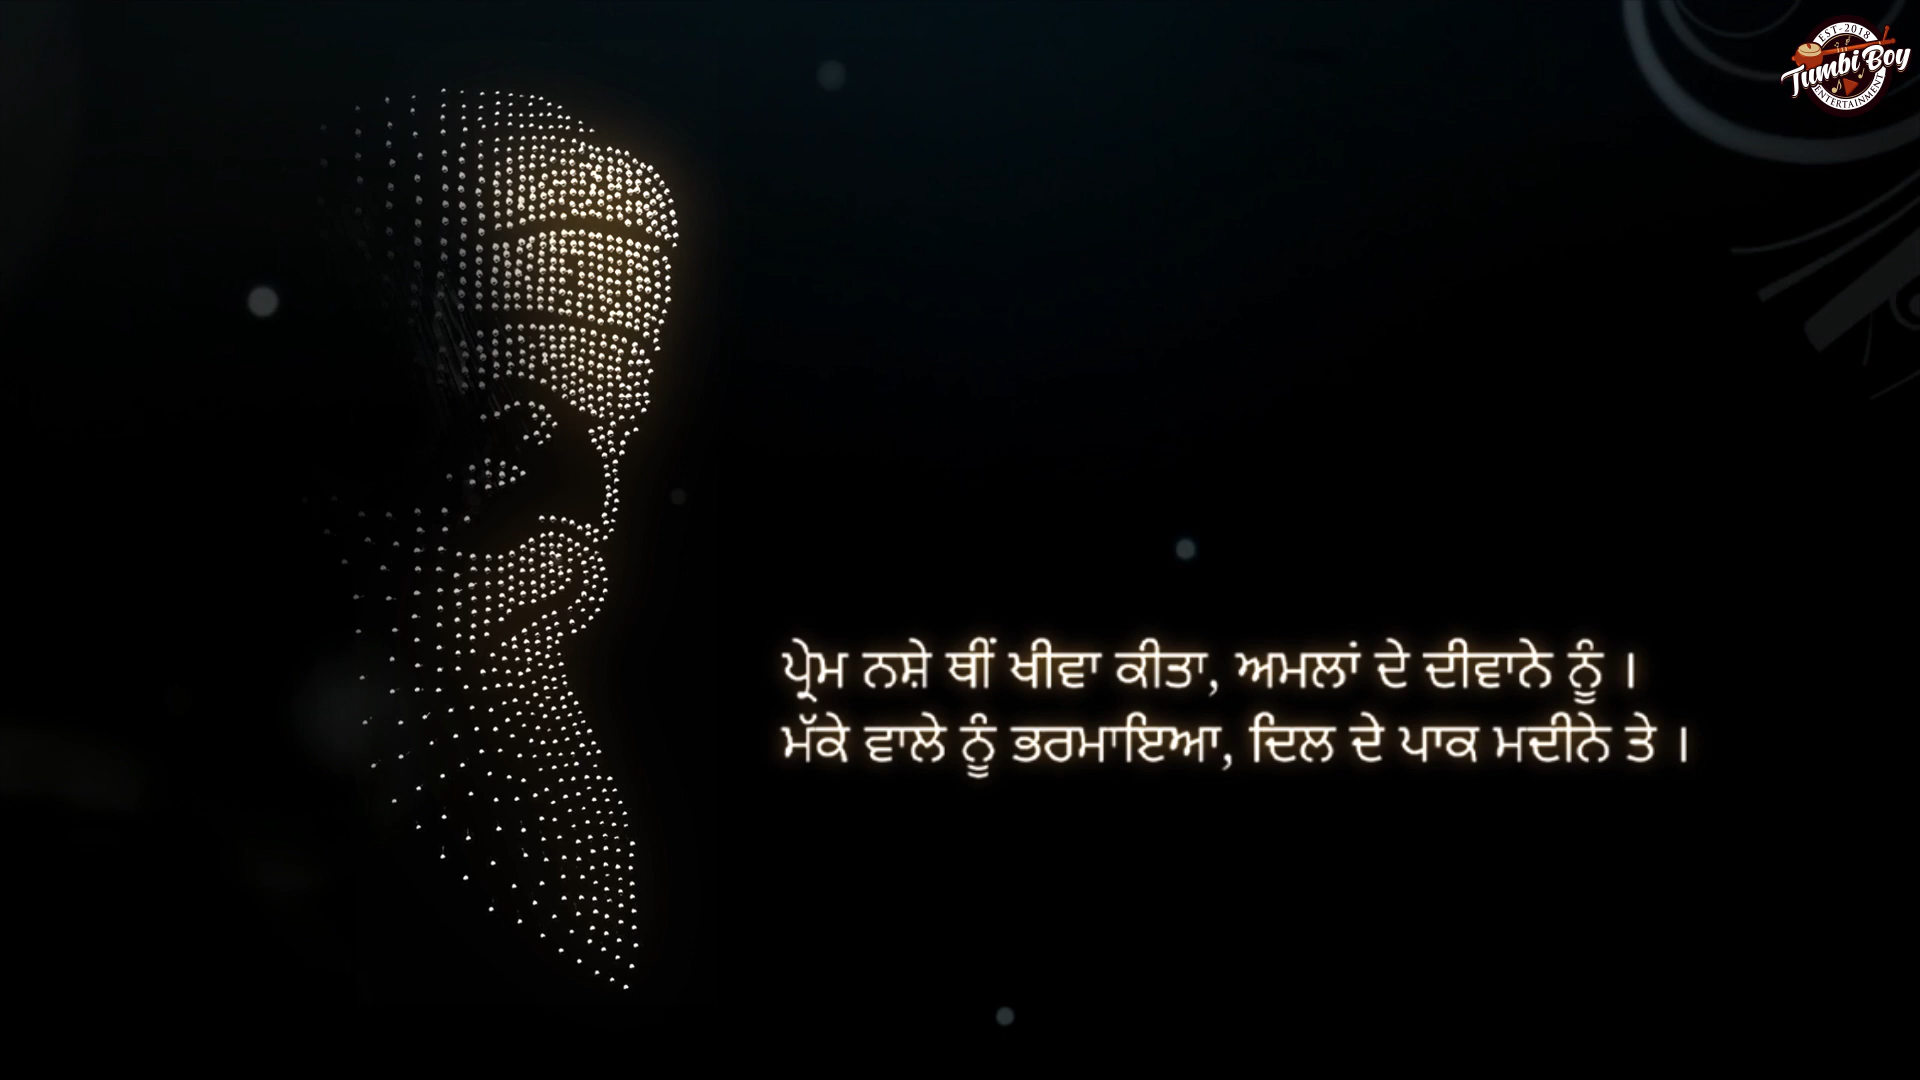 EST-2018
Tumbi Boy
ENTERTAINMENT
ਪ੍ਰੇਮ ਨਸ਼ੇ ਥੀਂ ਖੀਵਾ ਕੀਤਾ, ਅਮਲਾਂ ਦੇ ਦੀਵਾਨੇ ਨੂੰ ।
ਮੱਕੇ ਵਾਲੇ ਨੂੰ ਭਰਮਾਇਆ, ਦਿਲ ਦੇ ਪਾਕ ਮਦੀਨੇ ਤੇ ।